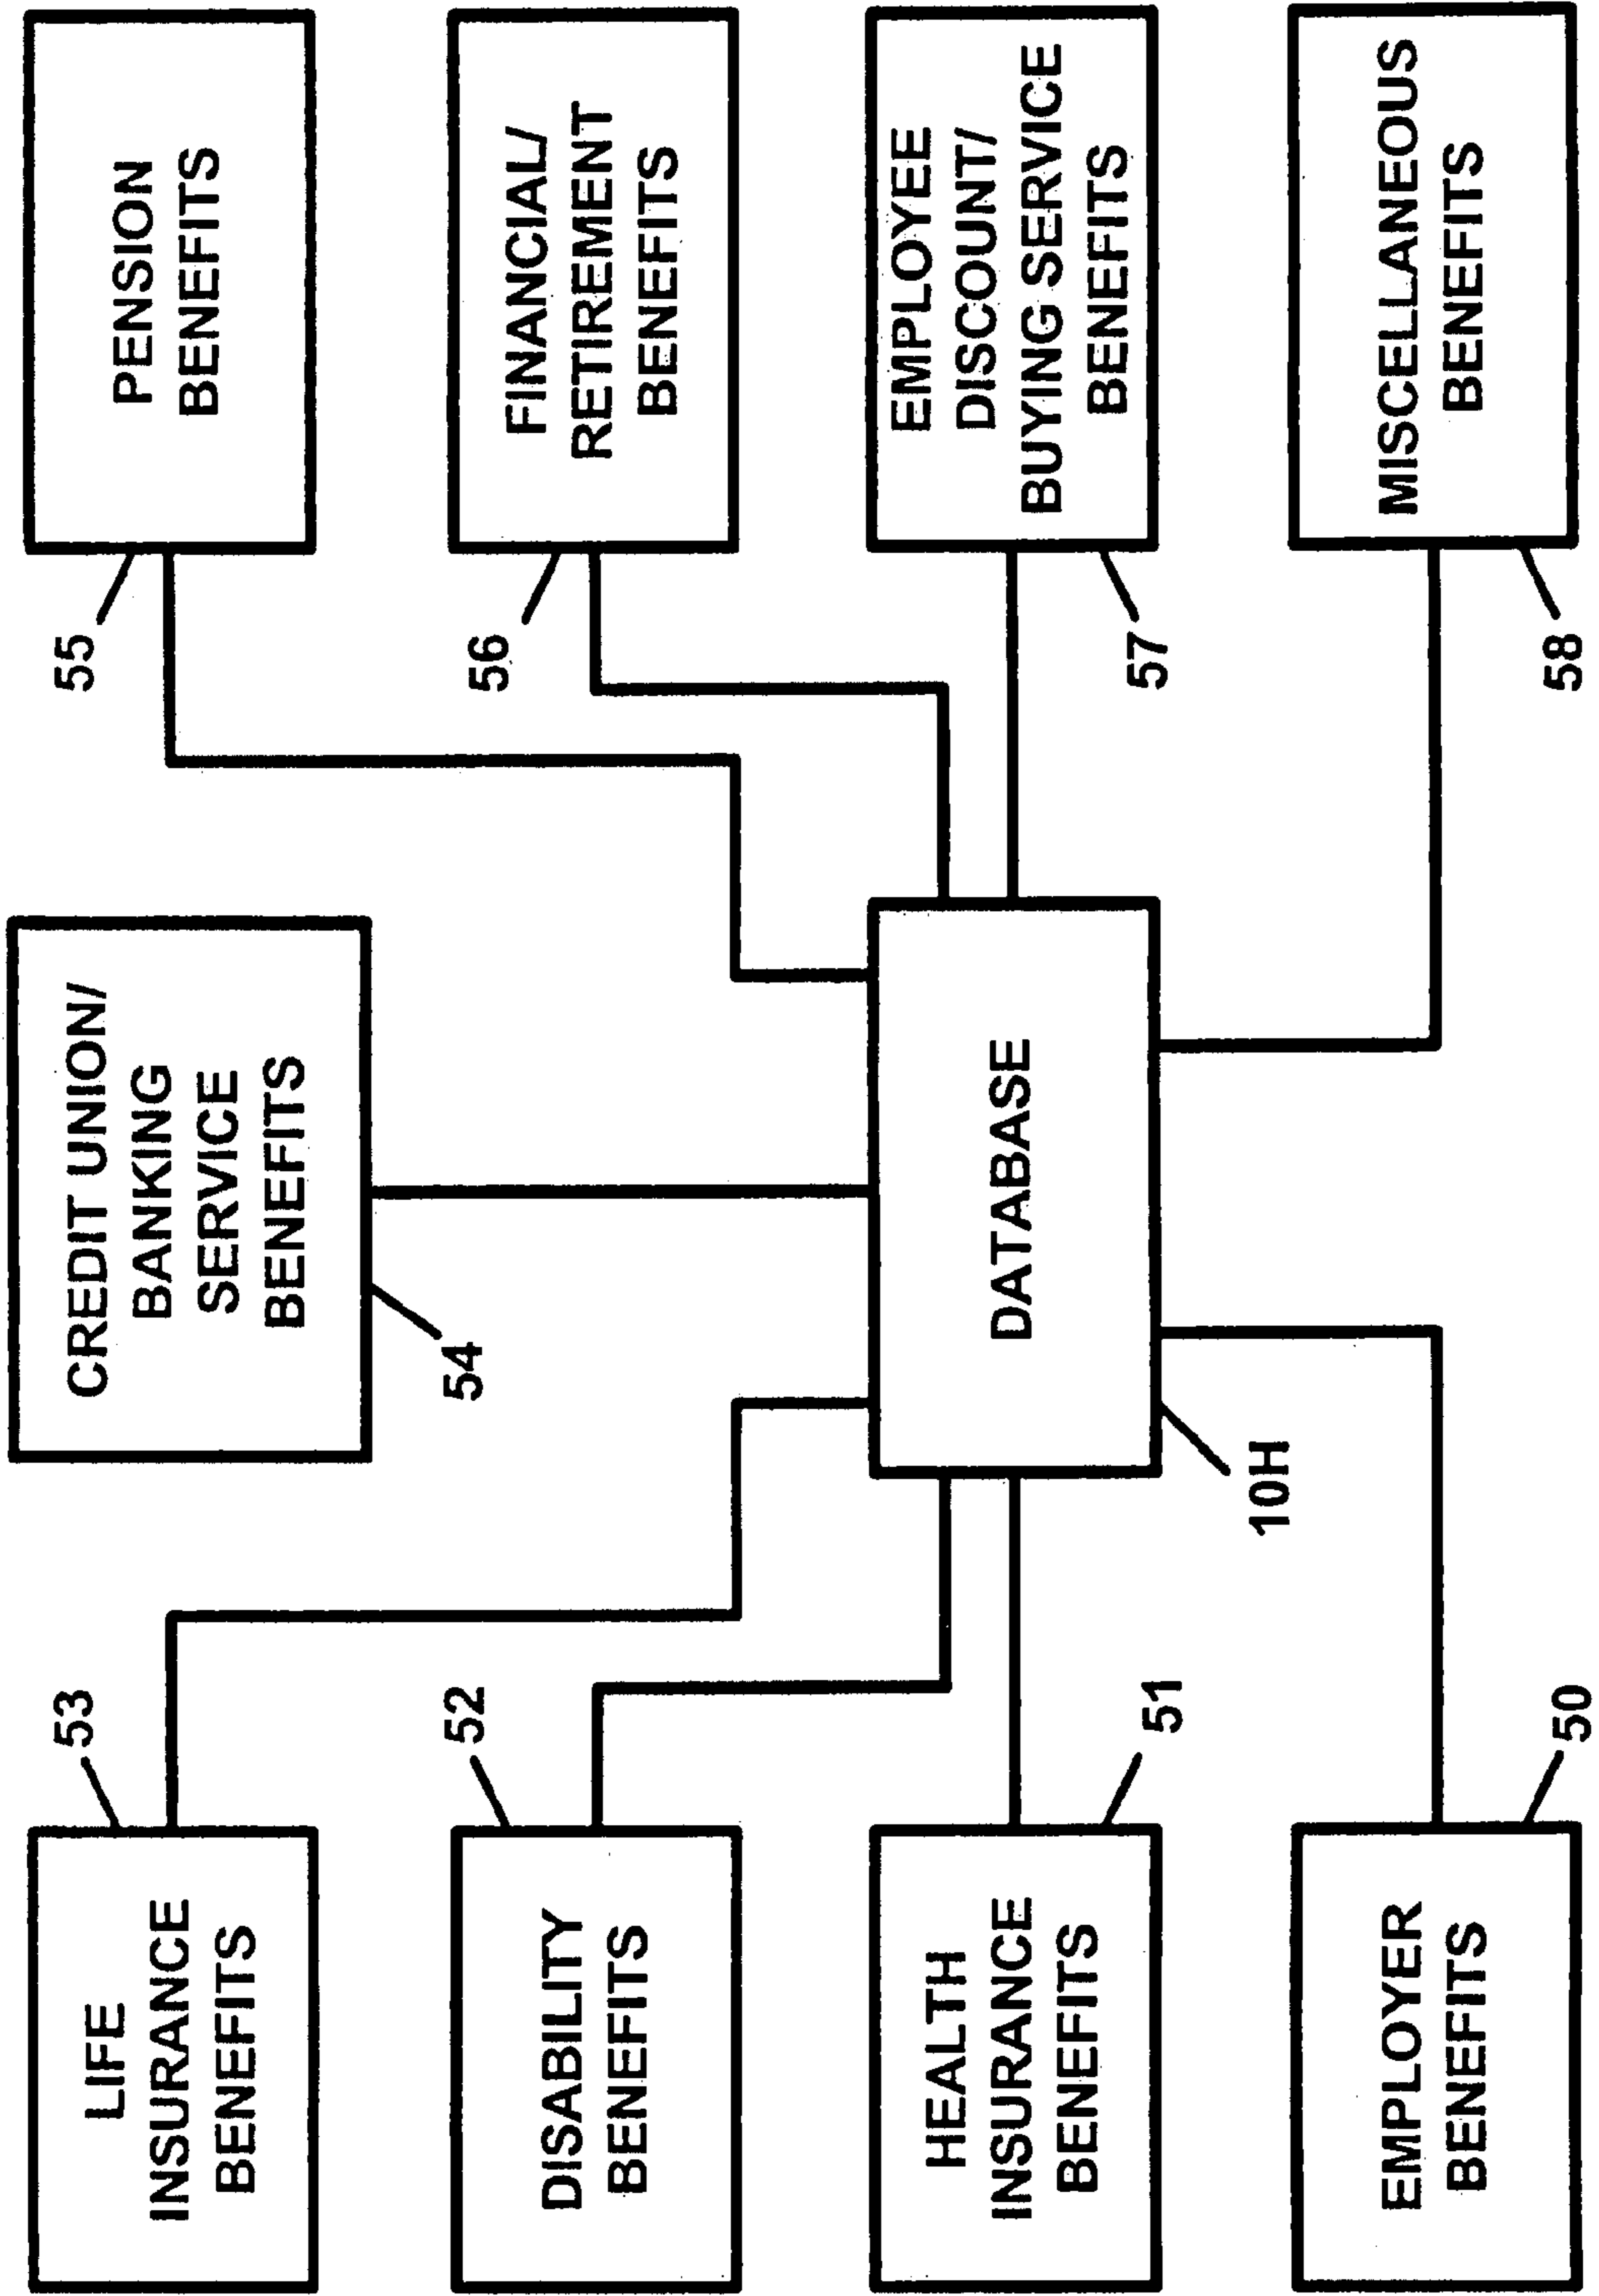 LIFE
INSURANCE
BENEFITS
53
DISABILITY
BENEFITS
52
HEALTH
INSURANCE
BENEFITS
51
EMPLOYER
BENEFITS
50
CREDIT UNION/
BANKING
SERVICE
BENEFITS
54
DATABASE
10H
PENSION
BENEFITS
55
FINANCIAL/
RETIREMENT
BENEFITS
56
EMPLOYEE
DISCOUNT/
BUYING SERVICE
BENEFITS
57
MISCELLANEOUS
BENEFITS
58